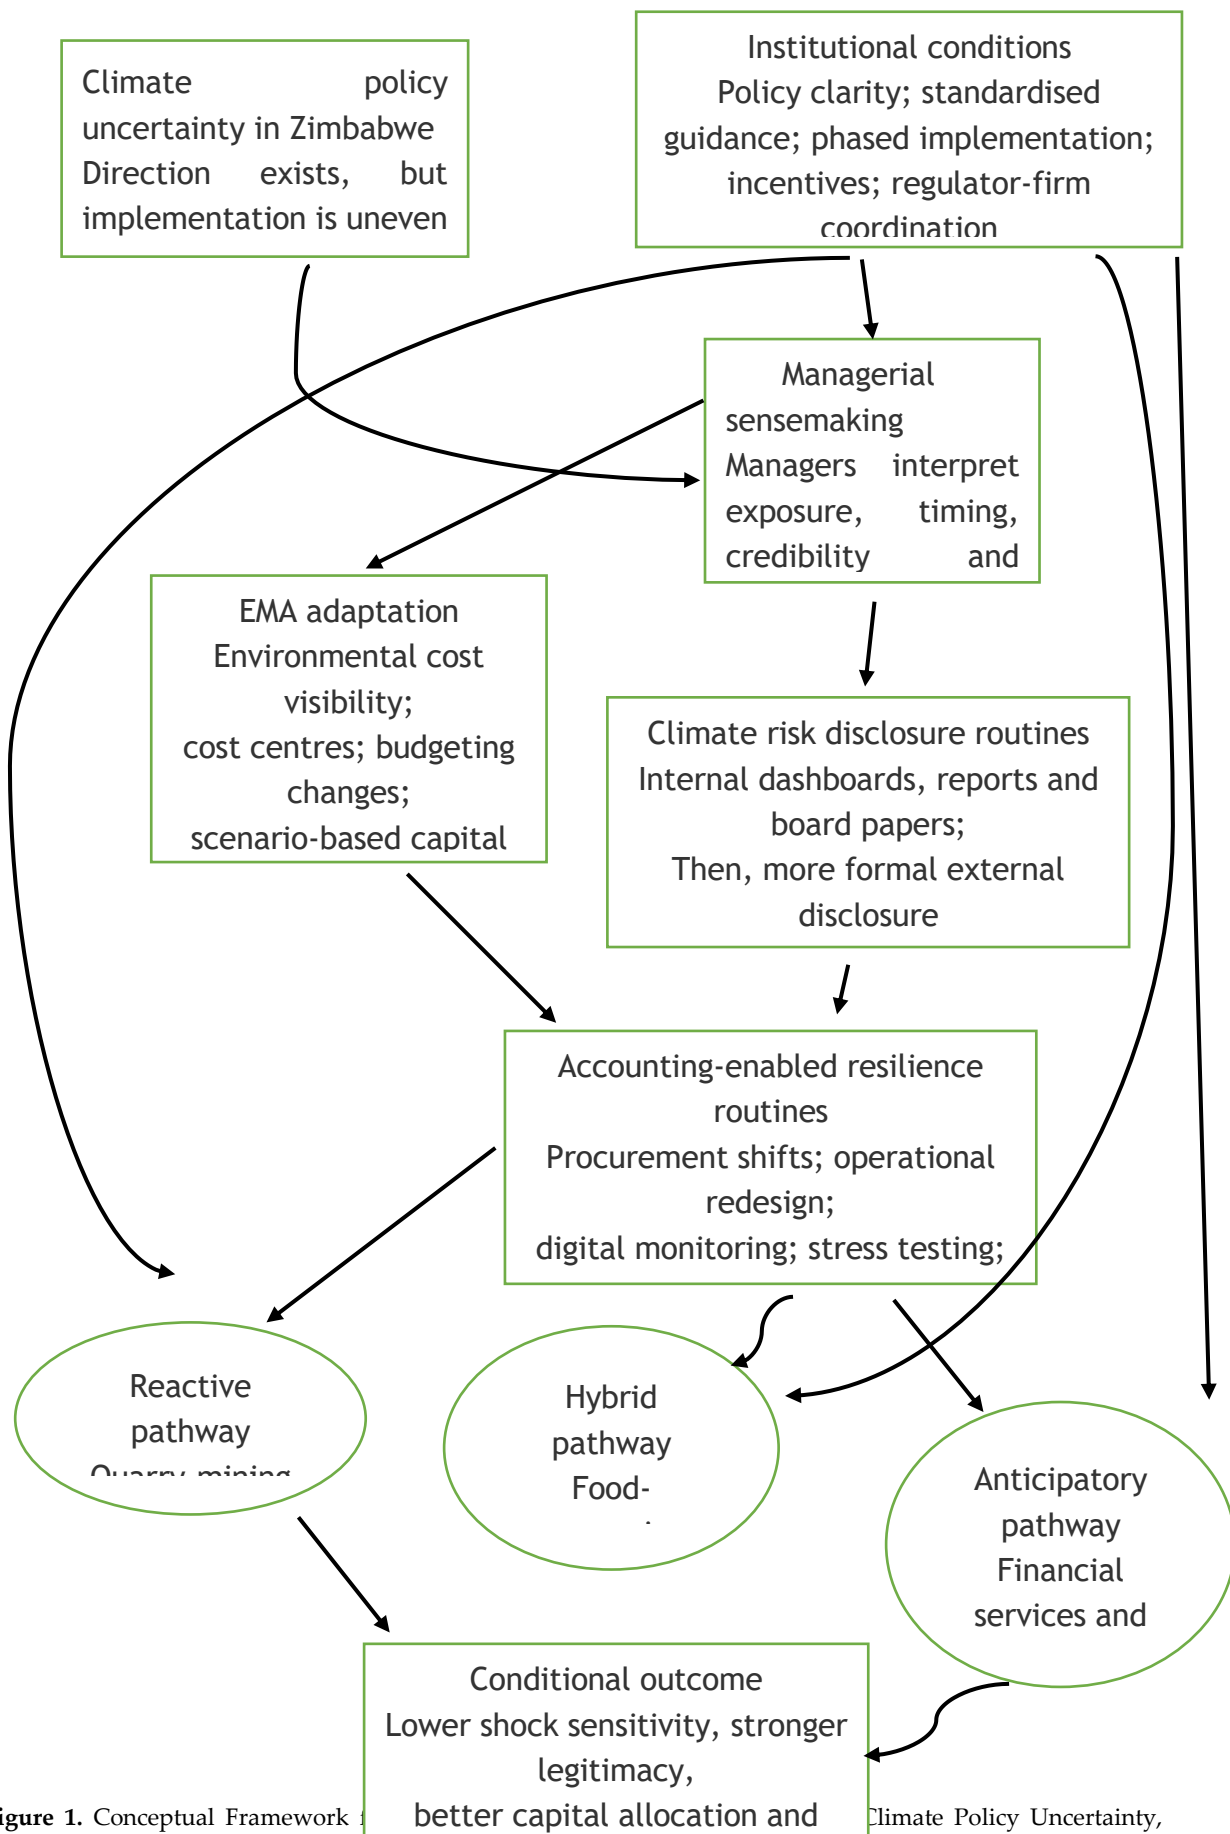 Climate policy
uncertainty in Zimbabwe
Direction exists, but
implementation is uneven
Institutional conditions
Policy clarity; standardised
guidance; phased implementation;
incentives; regulator-firm
coordination
Managerial
sensemaking
Managers interpret
exposure, timing,
credibility and
EMA adaptation
Environmental cost
visibility;
cost centres; budgeting
changes;
scenario-based capital
Climate risk disclosure routines
Internal dashboards, reports and
board papers;
Then, more formal external
disclosure
Accounting-enabled resilience
routines
Procurement shifts; operational
redesign;
digital monitoring; stress testing;
Reactive
pathway
Quarry mining
Hybrid
pathway
Food-
Anticipatory
pathway
Financial
services and
Conditional outcome
Lower shock sensitivity, stronger
legitimacy,
better capital allocation and
igure 1. Conceptual Framework Climate Policy Uncertainty,